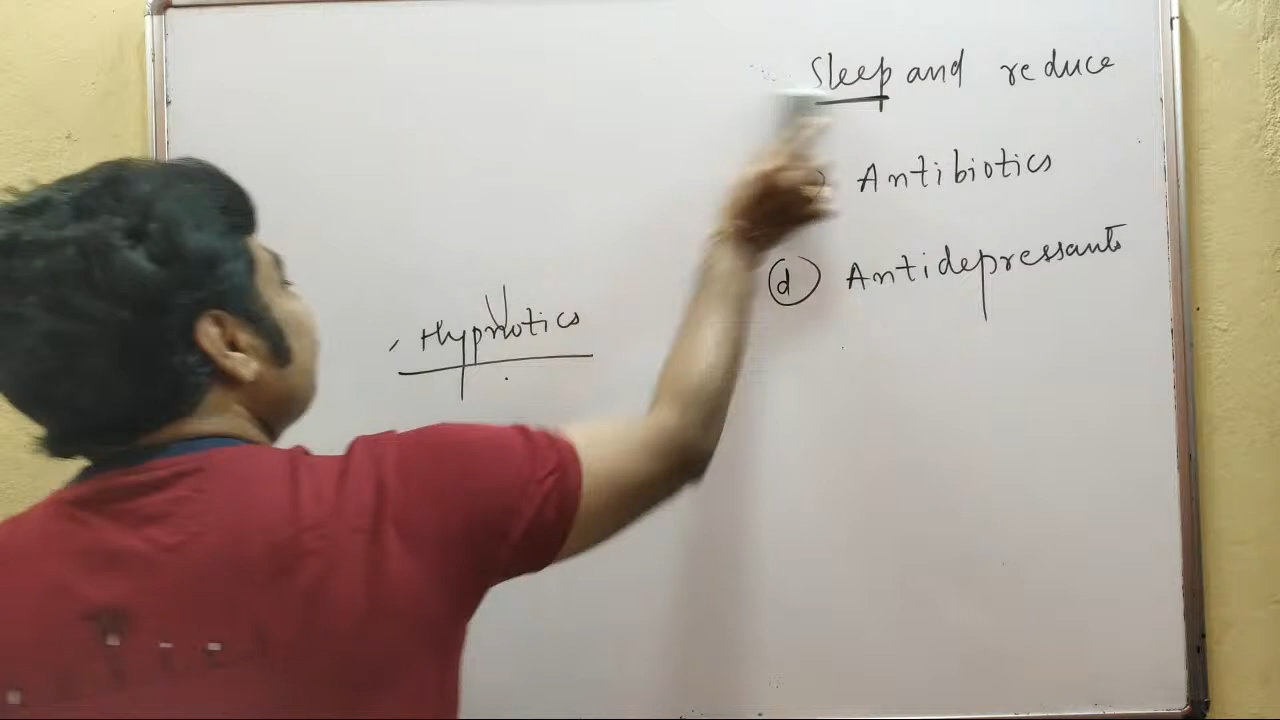 Sleep and reduce
Antibiotics
Hypnotics
(d) Antidepressants